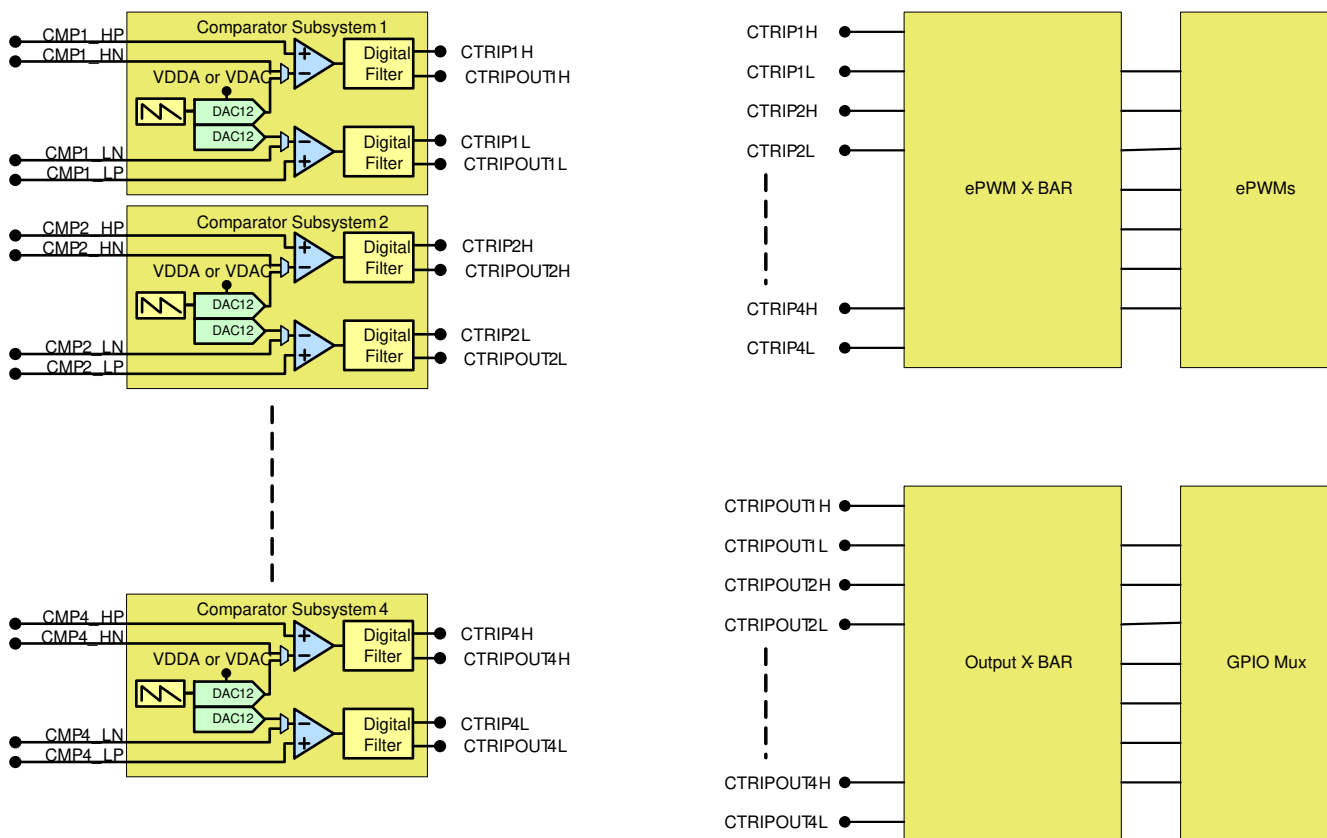 Comparator Subsystem 1
CMP1_HP
CMP1_HN
VDDA or VDAC
DAC12
DAC12
CMP1_LN
CMP1_LP
Digital
Filter
CTRIP1H
CTRIPOUT1H
Digital
Filter
CTRIP1L
CTRIPOUT1L
Comparator Subsystem 2
CMP2_HP
CMP2_HN
VDDA or VDAC
DAC12
DAC12
CMP2_LN
CMP2_LP
Digital
Filter
CTRIP2H
CTRIPOUT2H
Digital
Filter
CTRIP2L
CTRIPOUT2L
Comparator Subsystem 4
CMP4_HP
CMP4_HN
VDDA or VDAC
DAC12
DAC12
CMP4_LN
CMP4_LP
Digital
Filter
CTRIP4H
CTRIPOUT4H
Digital
Filter
CTRIP4L
CTRIPOUT4L
CTRIP1H
CTRIP1L
CTRIP2H
CTRIP2L
CTRIP4H
CTRIP4L
ePWM X-BAR
ePWMs
CTRIPOUT1H
CTRIPOUT1L
CTRIPOUT2H
CTRIPOUT2L
CTRIPOUT4H
CTRIPOUT4L
Output X-BAR
GPIO Mux